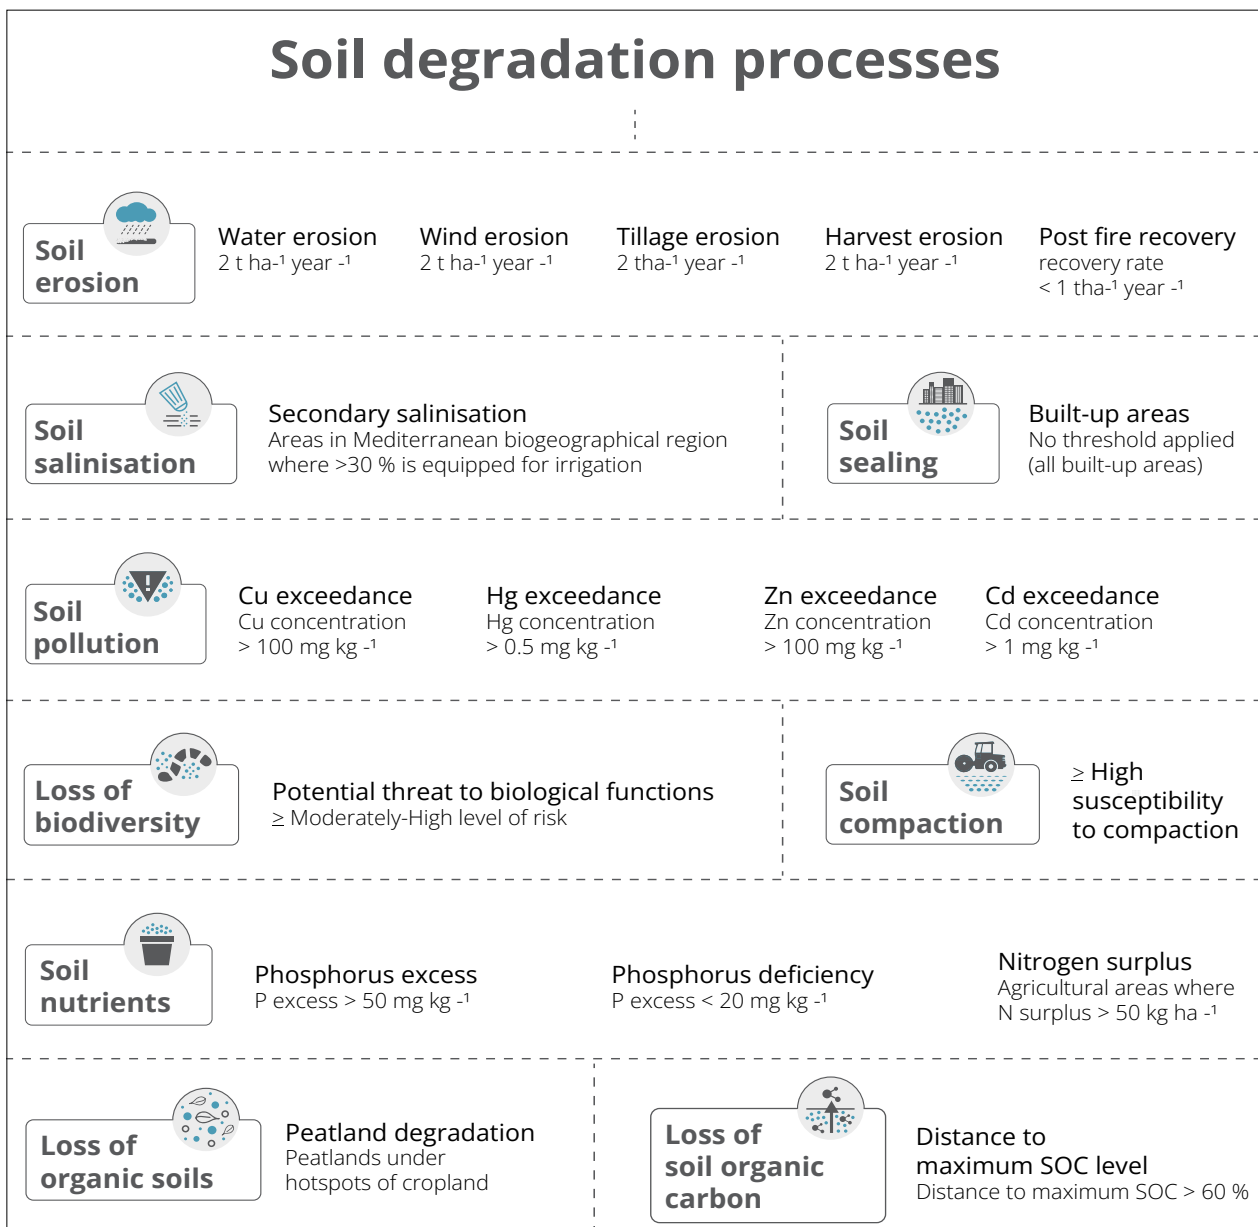 Soil degradation processes
Soil
erosion
Water erosion
2 t ha-¹ year -¹
Wind erosion
2 t ha-¹ year -¹
Tillage erosion
2 tha-¹ year -¹
Harvest erosion
2 t ha-¹ year -¹
Post fire recovery
recovery rate
< 1 tha-¹ year -¹
Soil
salinisation
Secondary salinisation
Areas in Mediterranean biogeographical region
where >30 % is equipped for irrigation
Soil
sealing
Built-up areas
No threshold applied
(all built-up areas)
Soil
pollution
Cu exceedance
Cu concentration
> 100 mg kg -¹
Hg exceedance
Hg concentration
> 0.5 mg kg -¹
Zn exceedance
Zn concentration
> 100 mg kg -¹
Cd exceedance
Cd concentration
> 1 mg kg -¹
Loss of
biodiversity
Potential threat to biological functions
≥ Moderately-High level of risk
Soil
compaction
≥ High
susceptibility
to compaction
Soil
nutrients
Phosphorus excess
P excess > 50 mg kg -¹
Phosphorus deficiency
P excess < 20 mg kg -¹
Nitrogen surplus
Agricultural areas where
N surplus > 50 kg ha -¹
Loss of
organic soils
Peatland degradation
Peatlands under
hotspots of cropland
Loss of
soil organic
carbon
Distance to
maximum SOC level
Distance to maximum SOC > 60 %